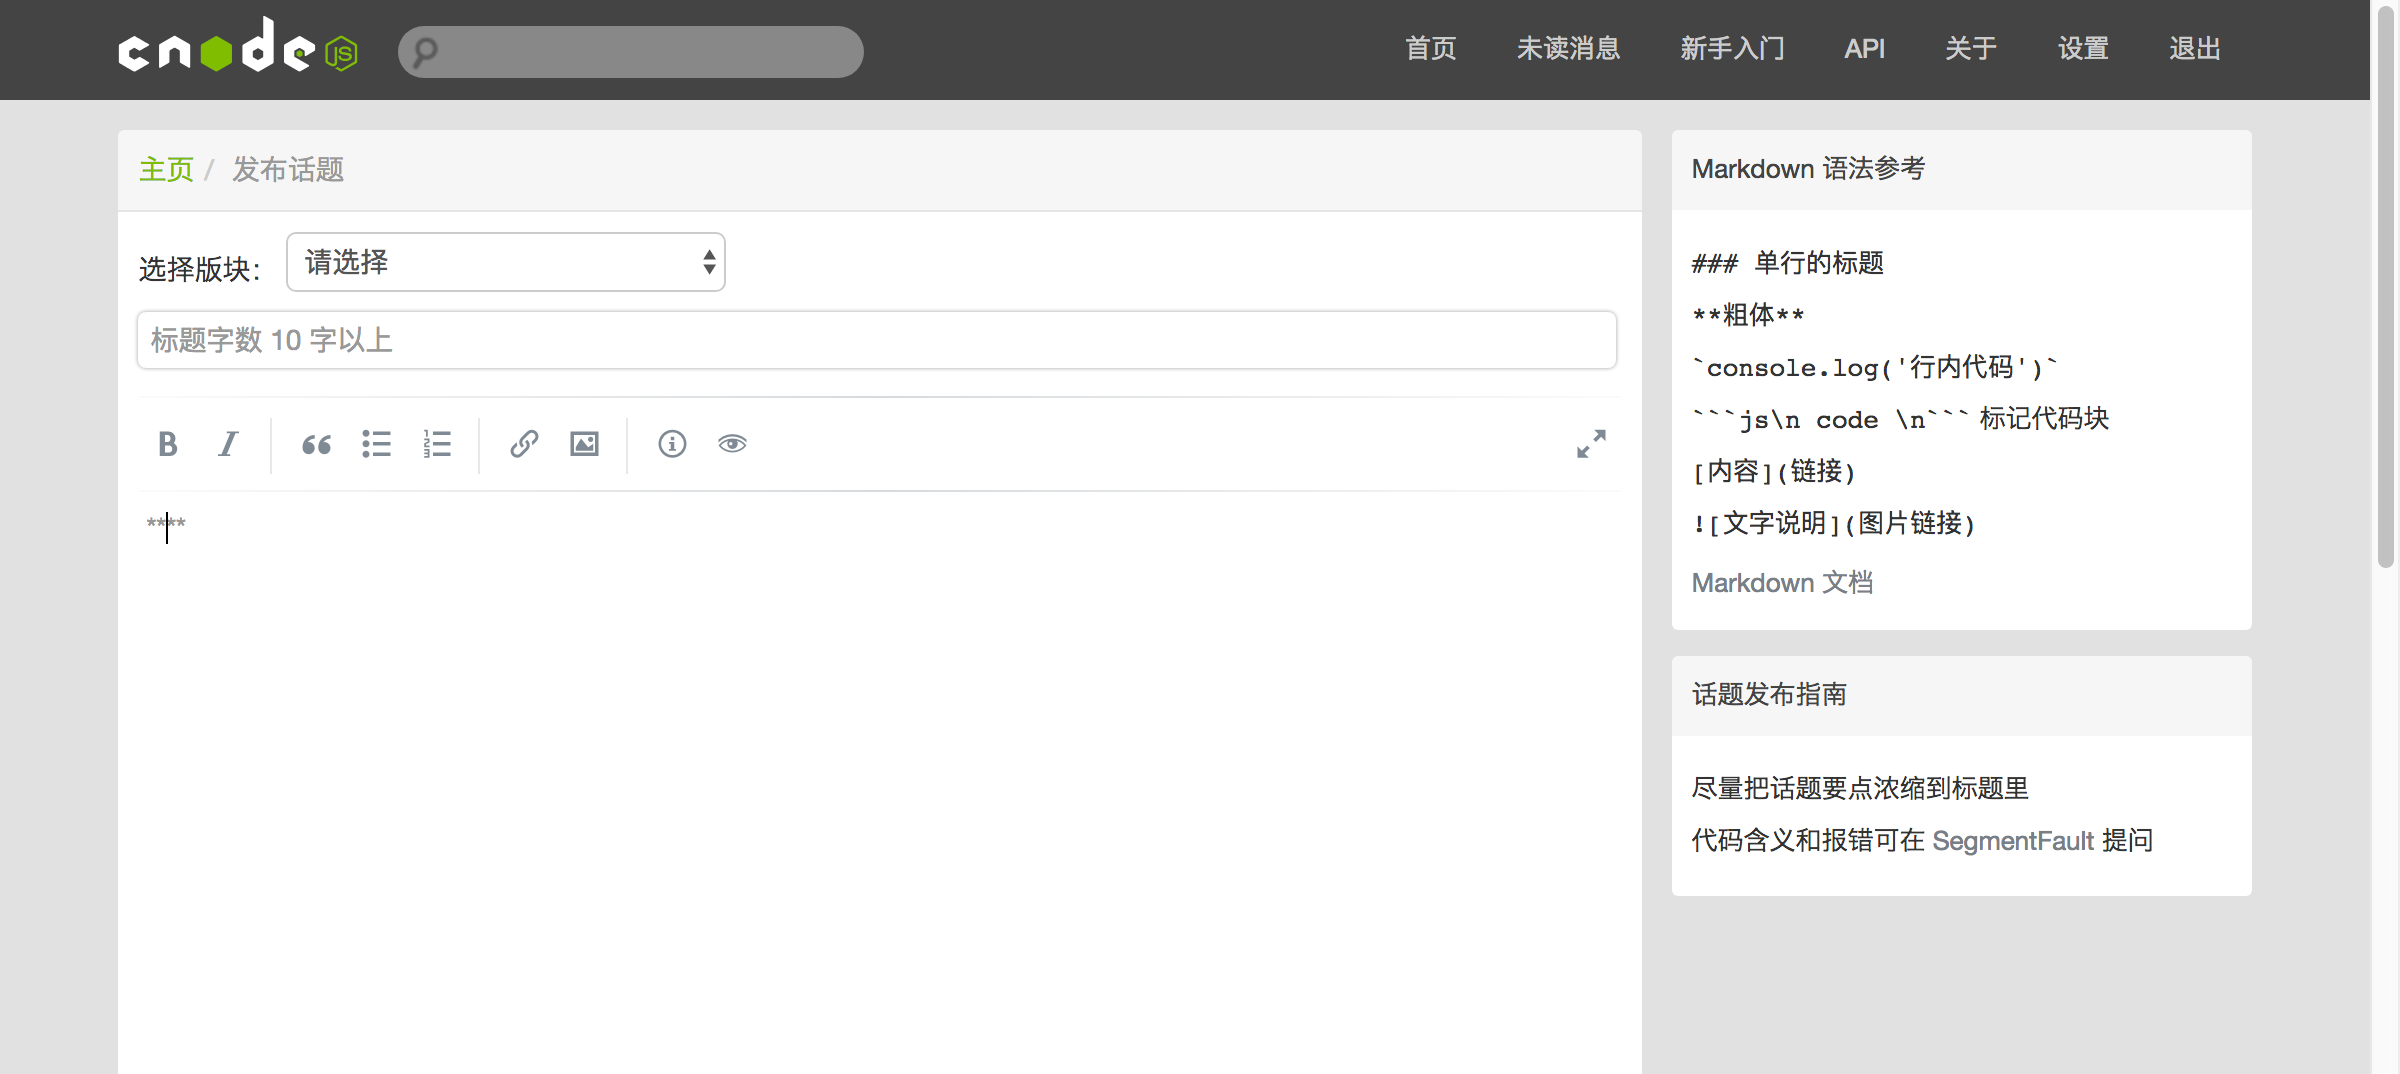 cnode JS
首页 未读消息 新手入门 API 关于 设置 退出
主页 / 发布话题
选择版块：
请选择
标题字数 10 字以上
****
Markdown 语法参考
### 单行的标题
**粗体**
`console.log('行内代码')`
```js\n code \n``` 标记代码块
[内容](链接)
![文字说明](图片链接)
Markdown 文档
话题发布指南
尽量把话题要点浓缩到标题里
代码含义和报错可在 SegmentFault 提问